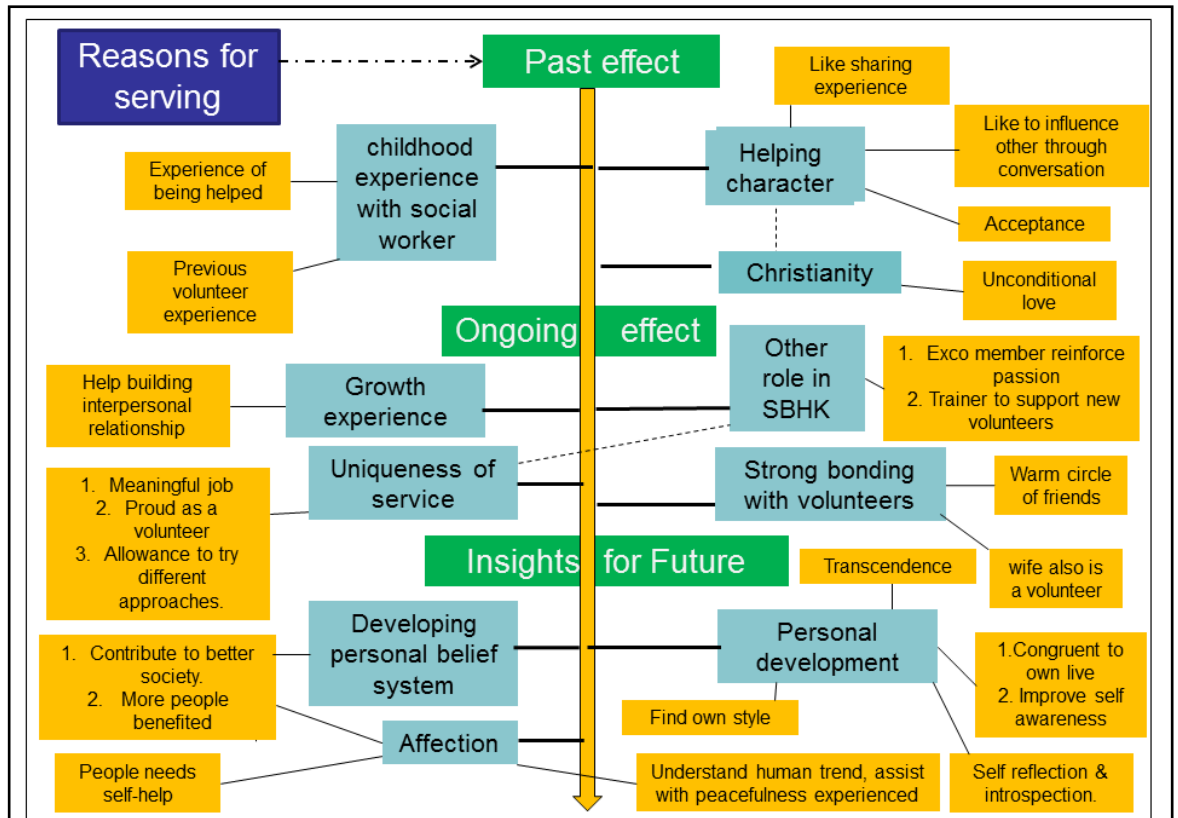 Reasons for
serving
Past effect
Like sharing
experience
childhood
experience
with social
worker
Experience
of being helped
Previous
volunteer
experience
Helping
character
Like to influence
other through
conversation
Acceptance
Christianity
Unconditional
love
Ongoing effect
Growth
experience
Help building
interpersonal
relationship
Other
role in
SBHK
1. Exco member reinforce
passion
2. Trainer to support new
volunteers
Uniqueness of
service
1. Meaningful job
2. Proud as a
volunteer
3. Allowance to try
different
approaches.
Strong bonding
with volunteers
Warm circle
of friends
wife also is
a volunteer
Insights for Future
Transcendence
Developing
personal belief
system
1. Contribute to better
society.
2. More people
benefited
Personal
development
1.Congruent to
own live
2. Improve self
awareness
Find own style
Self reflection &
introspection.
Affection
People needs
self-help
Understand human trend, assist
with peacefulness experienced